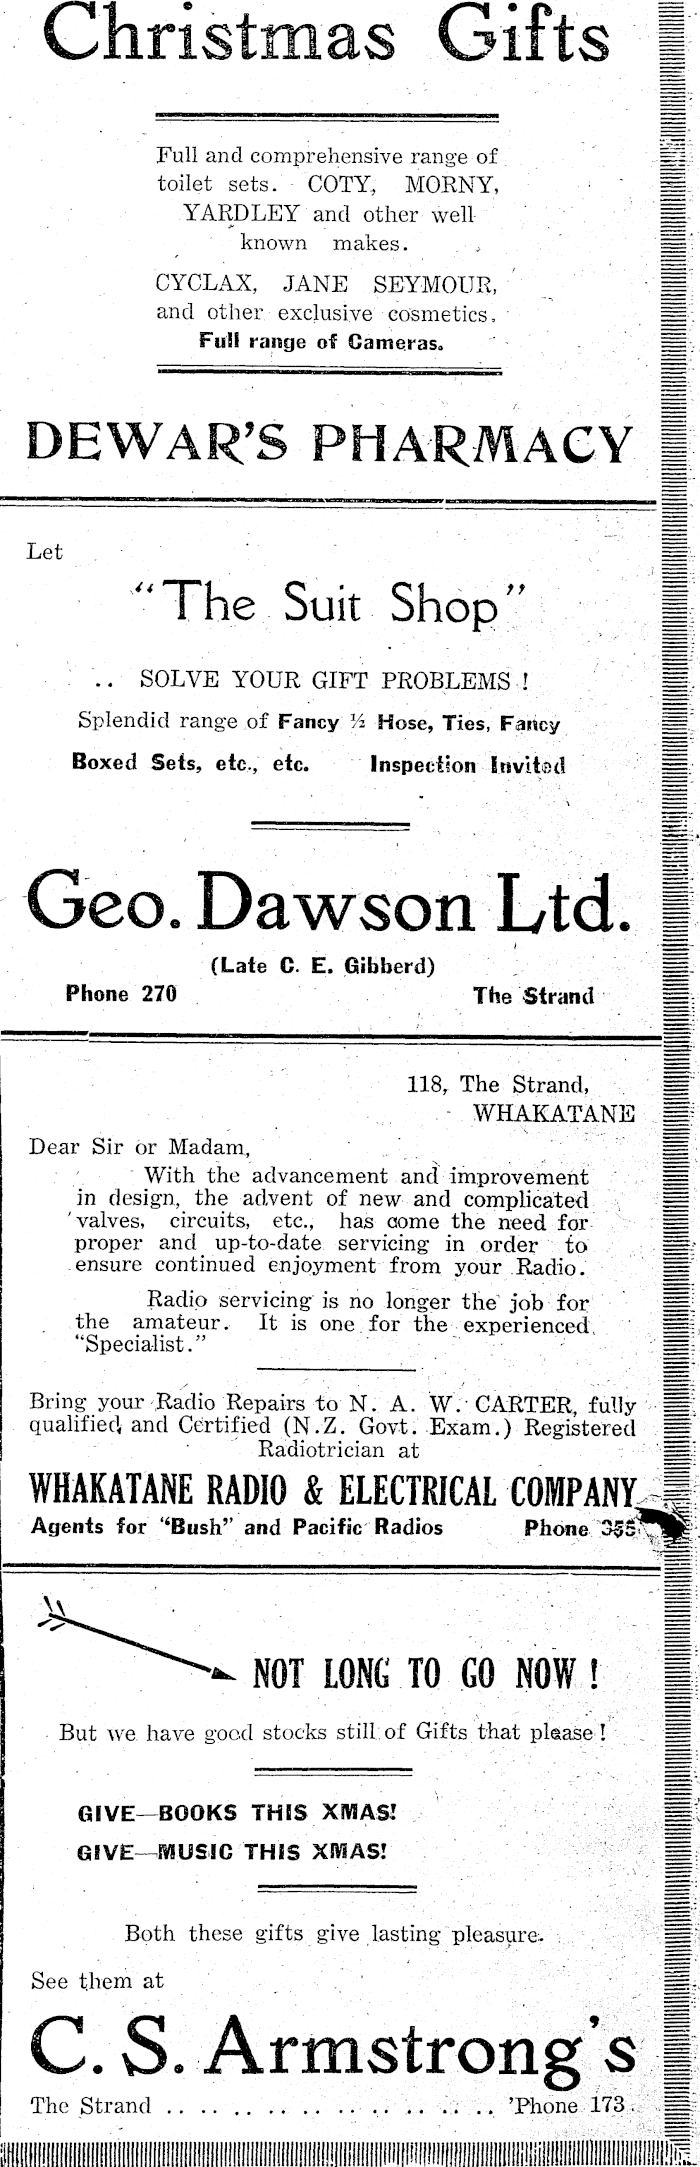 Christmas Gifts
Full and comprehensive range of
toilet sets. COTY, MORNY,
YARDLEY and other well
known makes.
CYCLAX, JANE SEYMOUR,
and other exclusive cosmetics.
Full range of Cameras.
DEWAR'S PHARMACY
Let
"The Suit Shop"
.. SOLVE YOUR GIFT PROBLEMS !
Splendid range of Fancy ½ Hose, Ties, Fancy
Boxed Sets, etc., etc. Inspection Invited
Geo. Dawson Ltd.
(Late C. E. Gibberd)
Phone 270 The Strand
118, The Strand,
WHAKATANE
Dear Sir or Madam,
With the advancement and improvement
in design, the advent of new and complicated
valves, circuits, etc., has come the need for
proper and up-to-date servicing in order to
ensure continued enjoyment from your Radio.
Radio servicing is no longer the job for
the amateur. It is one for the experienced
"Specialist."
Bring your Radio Repairs to N. A. W. CARTER, fully
qualified and Certified (N.Z. Govt. Exam.) Registered
Radiotrician at
WHAKATANE RADIO & ELECTRICAL COMPANY
Agents for "Bush" and Pacific Radios Phone 355
NOT LONG TO GO NOW !
But we have good stocks still of Gifts that please !
GIVE—BOOKS THIS XMAS!
GIVE—MUSIC THIS XMAS!
Both these gifts give lasting pleasure.
See them at
C. S. Armstrong's
The Strand .. .. .. .. .. .. .. .. .. .. 'Phone 173.